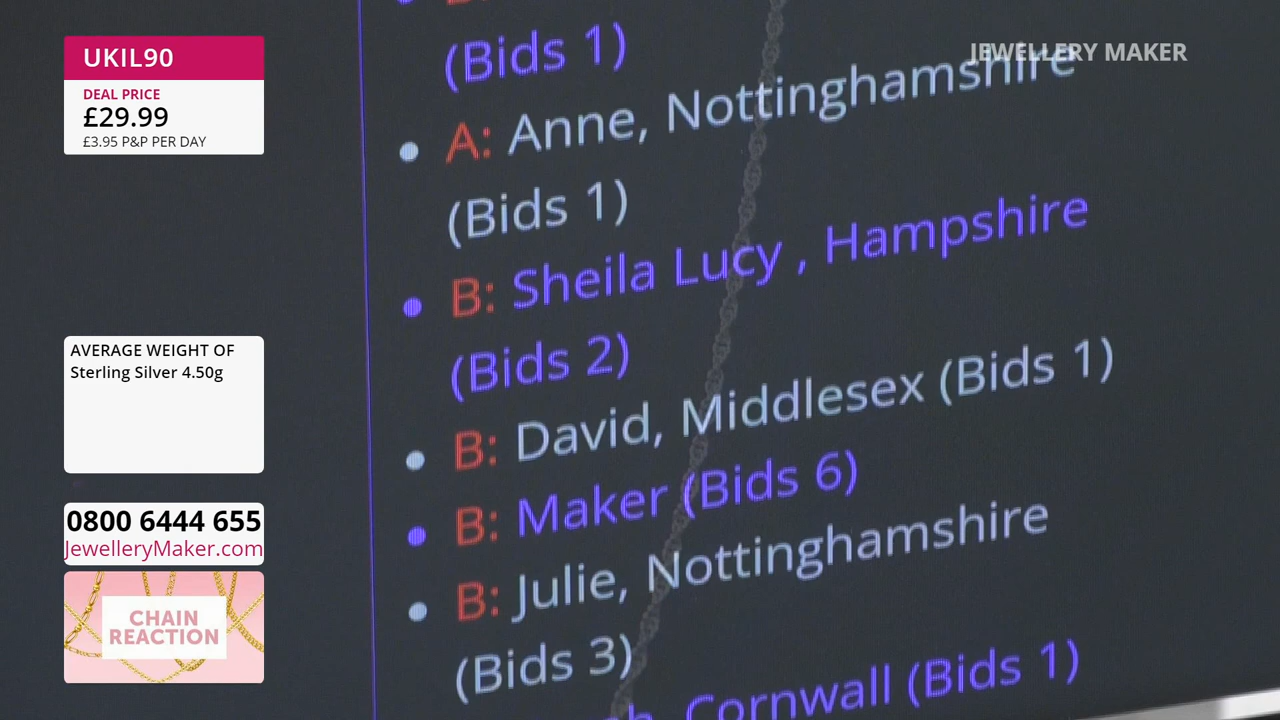 UKIL90
DEAL PRICE
£29.99
£3.95 P&P PER DAY
AVERAGE WEIGHT OF
Sterling Silver 4.50g
0800 6444 655
JewelleryMaker.com
CHAIN
REACTION
JEWELLERY MAKER
(Bids 1)
A: Anne, Nottinghamshire
(Bids 1)
B: Sheila Lucy , Hampshire
(Bids 2)
B: David, Middlesex (Bids 1)
B: Maker (Bids 6)
B: Julie, Nottinghamshire
(Bids 3)
Cornwall (Bids 1)